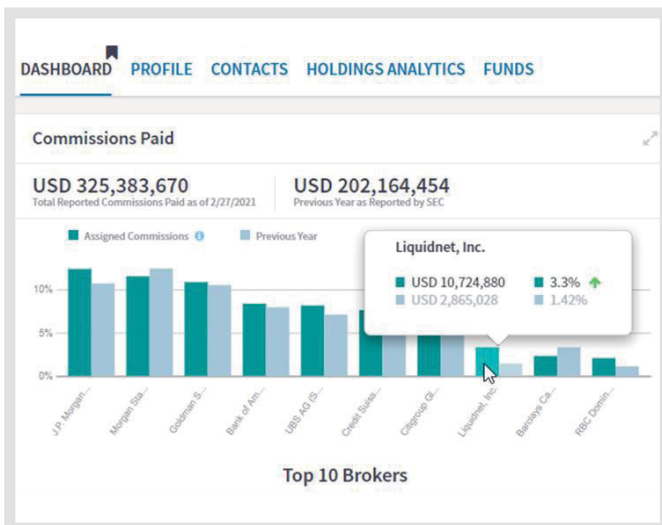 DASHBOARD PROFILE CONTACTS HOLDINGS ANALYTICS FUNDS
Commissions Paid
USD 325,383,670 USD 202,164,454
Total Reported Commissions Paid as of 2/27/2021 Previous Year as Reported by SEC
Assigned Commissions Previous Year
Liquidnet, Inc.
USD 10,724,880 3.3%
USD 2,865,028 1.42%
10%
5%
0%
J.P. Morgan...
Morgan Sta...
Goldman S...
Bank of Am...
UBS AG (S...
Credit Suiss...
Citigroup Gl...
Liquidnet, Inc.
Barclays Ca...
RBC Domin...
Top 10 Brokers